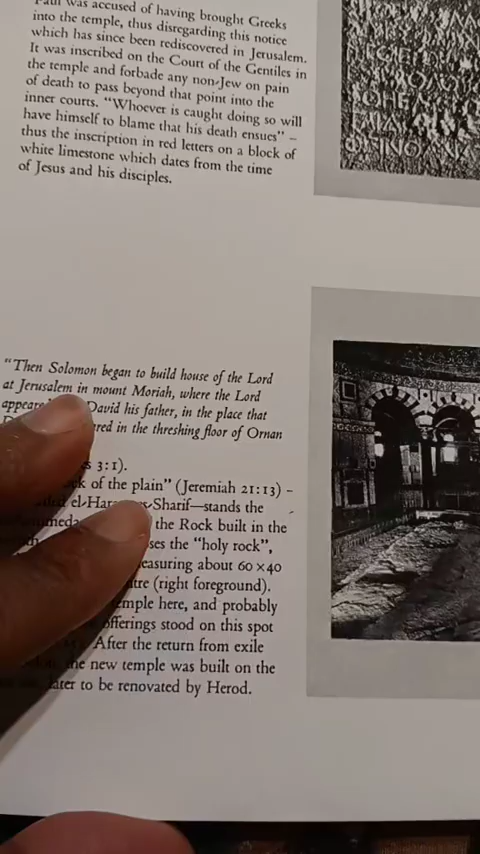 Paul was accused of having brought Greeks
into the temple, thus disregarding this notice
which has since been rediscovered in Jerusalem.
It was inscribed on the Court of the Gentiles in
the temple and forbade any non-Jew on pain
of death to pass beyond that point into the
inner courts. “Whoever is caught doing so will
have himself to blame that his death ensues” –
thus the inscription in red letters on a block of
white limestone which dates from the time
of Jesus and his disciples.
“Then Solomon began to build house of the Lord
at Jerusalem in mount Moriah, where the Lord
David his father, in the place that
in the threshing floor of Ornan
3:1).
of the plain” (Jeremiah 21:13) –
Sharif—stands the
the Rock built in the
the “holy rock”,
measuring about 60 × 40
(right foreground).
temple here, and probably
offerings stood on this spot
After the return from exile
the new temple was built on the
later to be renovated by Herod.